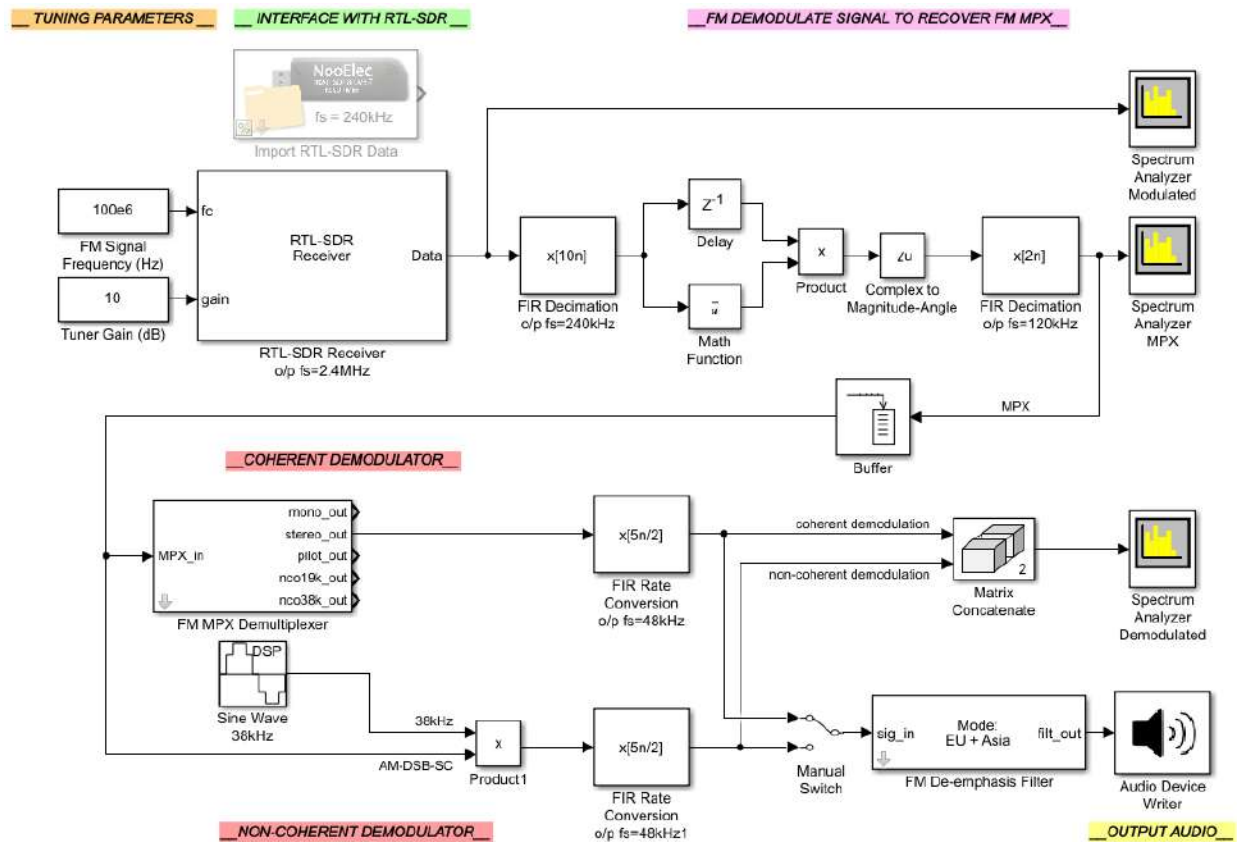 __TUNING PARAMETERS__
__INTERFACE WITH RTL-SDR__
__FM DEMODULATE SIGNAL TO RECOVER FM MPX__
NooElec
fs = 240kHz
Import RTL-SDR Data
Spectrum
Analyzer
Modulated
100e6
FM Signal
Frequency (Hz)
10
Tuner Gain (dB)
fc
gain
RTL-SDR
Receiver
Data
RTL-SDR Receiver
o/p fs=2.4MHz
x[10n]
FIR Decimation
o/p fs=240kHz
Z-1
Delay
u
Math
Function
x
Product
∠u
Complex to
Magnitude-Angle
x[2n]
FIR Decimation
o/p fs=120kHz
Spectrum
Analyzer
MPX
MPX
Buffer
__COHERENT DEMODULATOR__
MPX_in
mono_out
stereo_out
pilot_out
nco19k_out
nco38k_out
FM MPX Demultiplexer
x[5n/2]
FIR Rate
Conversion
o/p fs=48kHz
coherent demodulation
non-coherent demodulation
2
Matrix
Concatenate
Spectrum
Analyzer
Demodulated
DSP
Sine Wave
38kHz
38kHz
AM-DSB-SC
x
Product1
x[5n/2]
FIR Rate
Conversion
o/p fs=48kHz1
Manual
Switch
sig_in
Mode:
EU + Asia
filt_out
FM De-emphasis Filter
Audio Device
Writer
__NON-COHERENT DEMODULATOR__
__OUTPUT AUDIO__